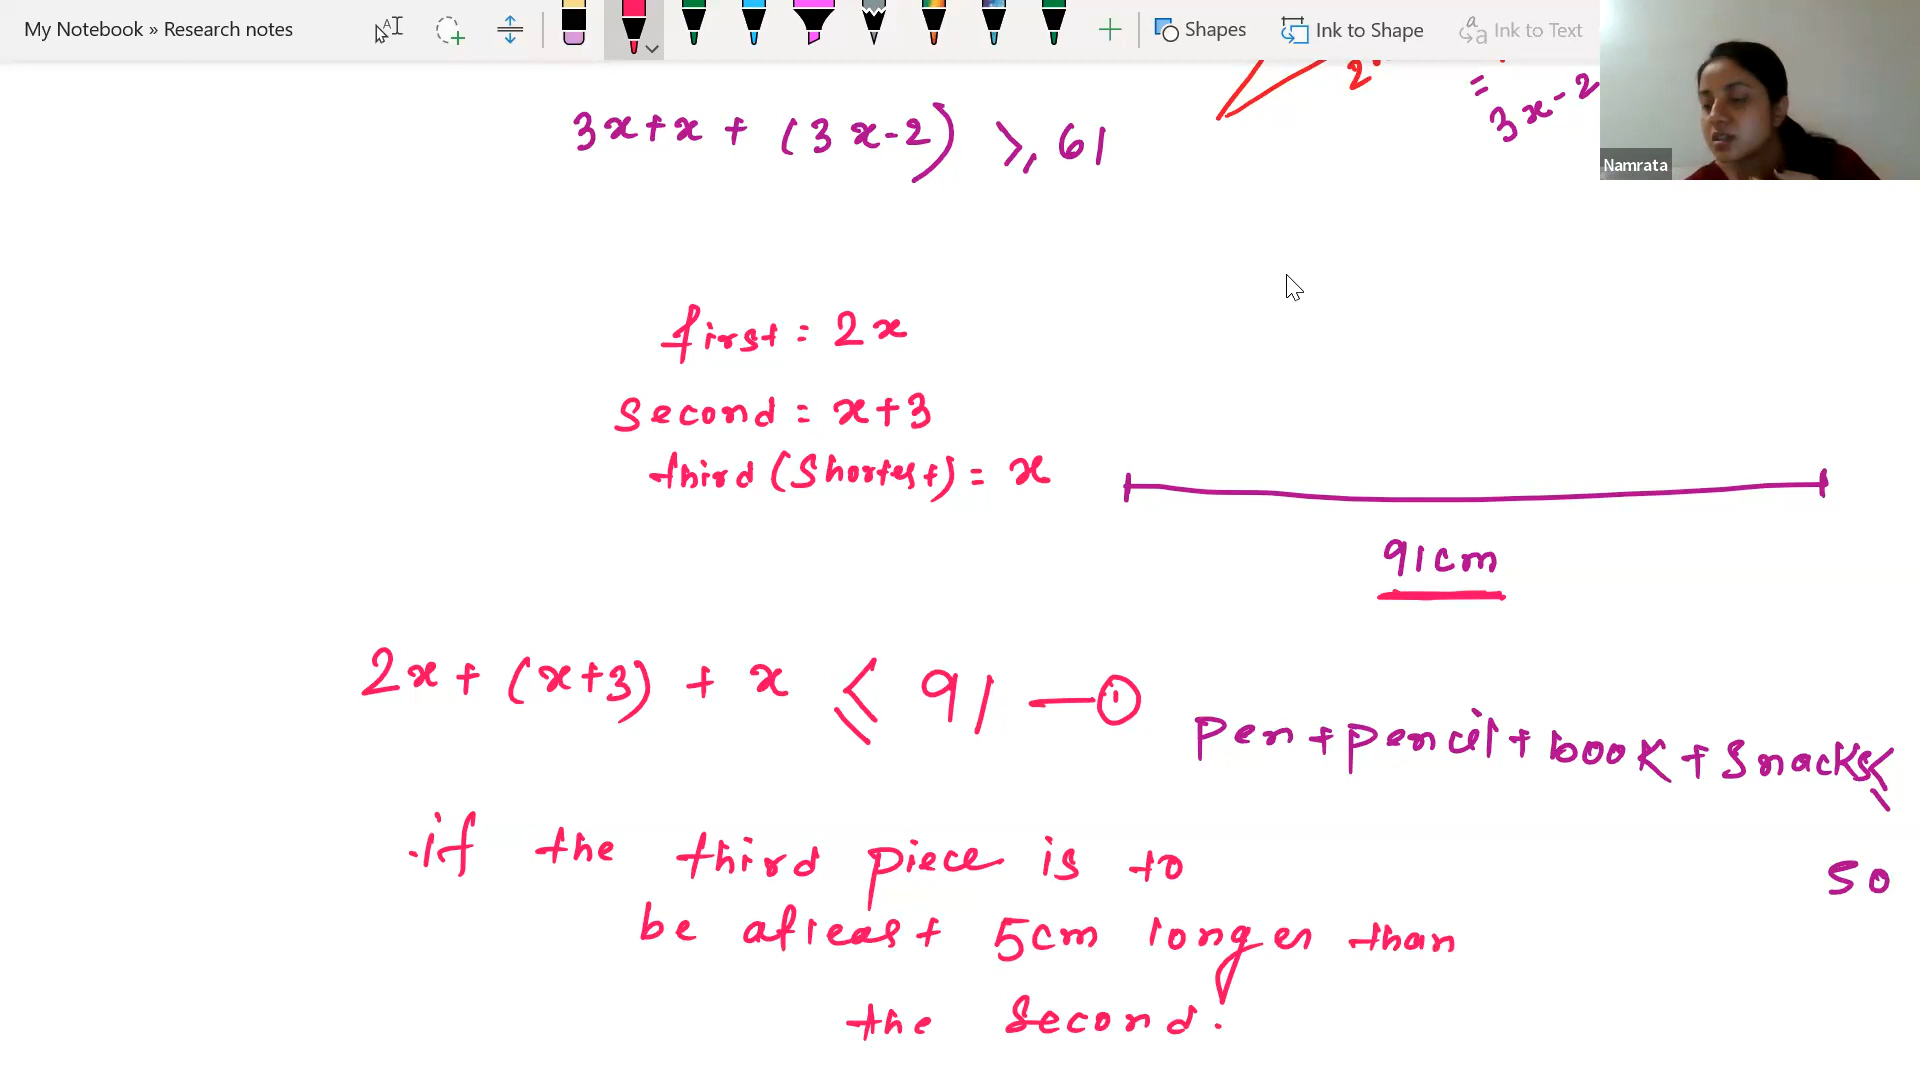 My Notebook » Research notes
Shapes
Ink to Shape
Ink to Text
Namrata
3x+x + (3x-2) ≥ 61
= 3x-2
first = 2x
Second = x+3
third (Shortest) = x
91cm
2x + (x+3) + x ≤ 91 — ①
Pen + pencil + book + Snacks ≤
50
if the third piece is to
be atleast 5cm longer than
the Second.